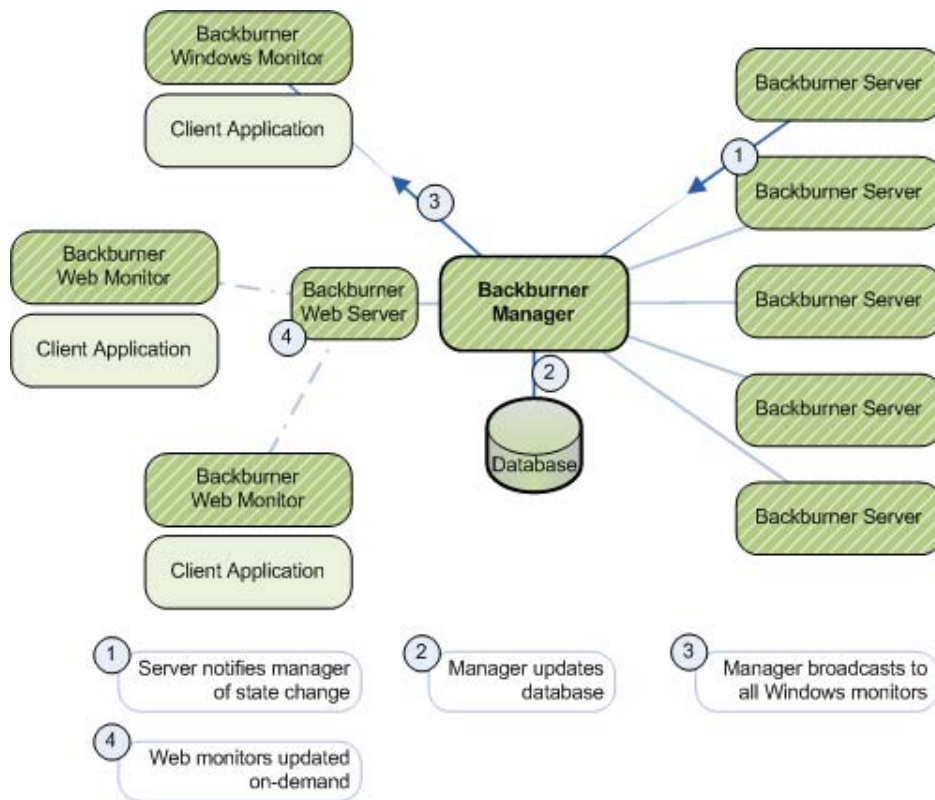 Backburner
Windows Monitor
Client Application
Backburner Server
1
Backburner Server
3
Backburner
Web Monitor
Client Application
Backburner
Web Server
4
Backburner
Manager
Backburner Server
2
Database
Backburner Server
Backburner
Web Monitor
Client Application
Backburner Server
1
Server notifies manager
of state change
2
Manager updates
database
3
Manager broadcasts to
all Windows monitors
4
Web monitors updated
on-demand